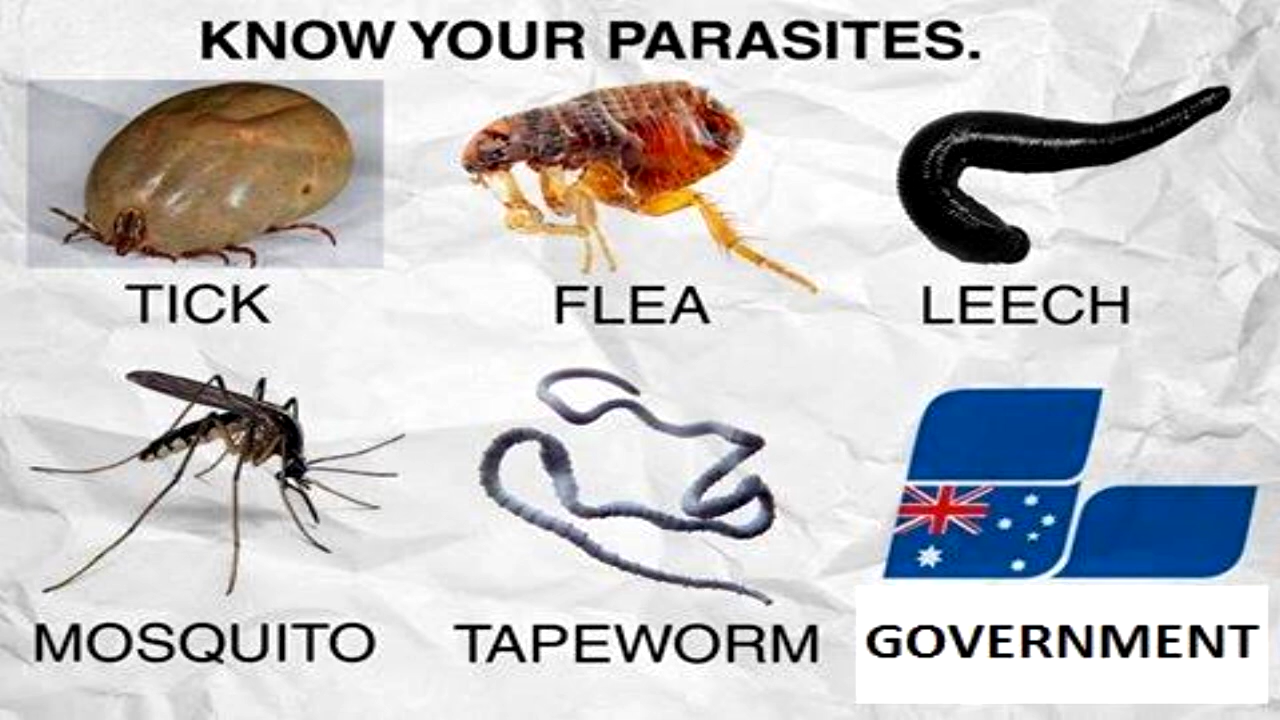 KNOW YOUR PARASITES.
TICK
FLEA
LEECH
MOSQUITO
TAPEWORM
GOVERNMENT